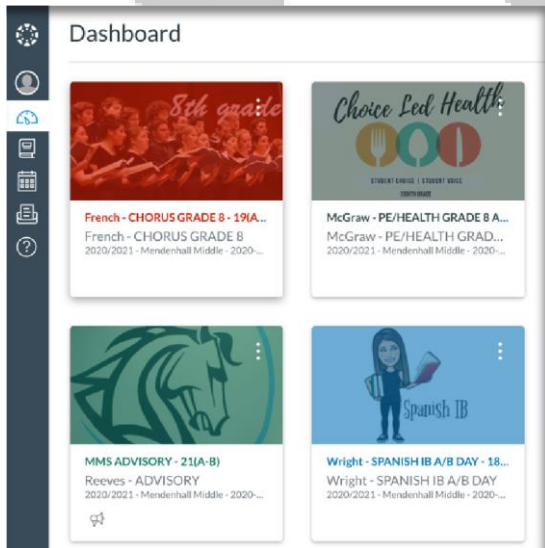 Dashboard
8th grade
French - CHORUS GRADE 8 - 19(A...
French - CHORUS GRADE 8
2020/2021 - Mendenhall Middle - 2020-...
Choice Led Health
STUDENT CHOICE | STUDENT VOICE
EIGHTH GRADE
McGraw - PE/HEALTH GRADE 8 A...
McGraw - PE/HEALTH GRAD...
2020/2021 - Mendenhall Middle - 2020-...
MMS ADVISORY - 21(A-B)
Reeves - ADVISORY
2020/2021 - Mendenhall Middle - 2020-...
Spanish IB
Wright - SPANISH IB A/B DAY - 18...
Wright - SPANISH IB A/B DAY
2020/2021 - Mendenhall Middle - 2020-...